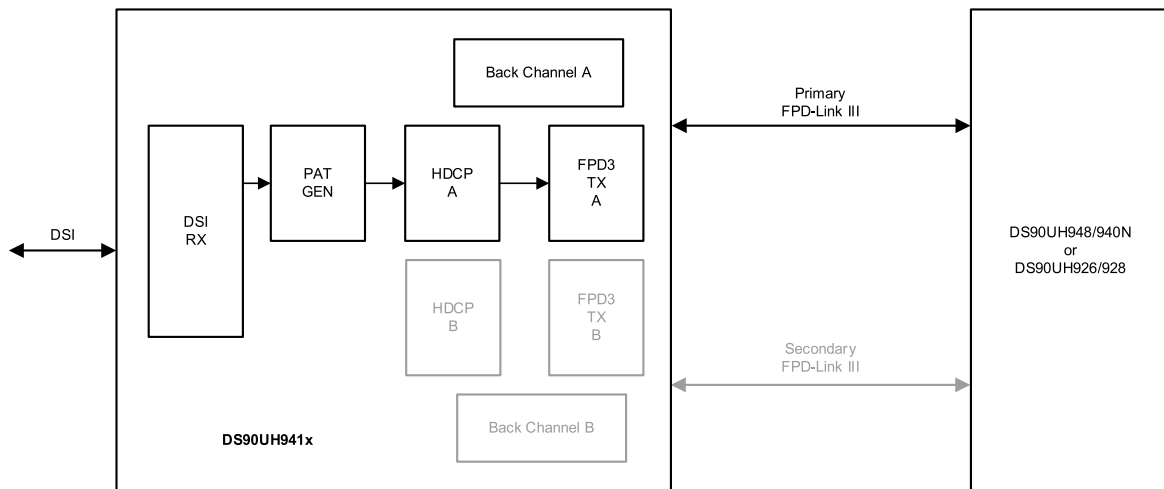 Back Channel A
Primary
FPD-Link III
DSI
DSI
RX
PAT
GEN
HDCP
A
FPD3
TX
A
DS90UH948/940N
or
DS90UH926/928
HDCP
B
FPD3
TX
B
Secondary
FPD-Link III
Back Channel B
DS90UH941x